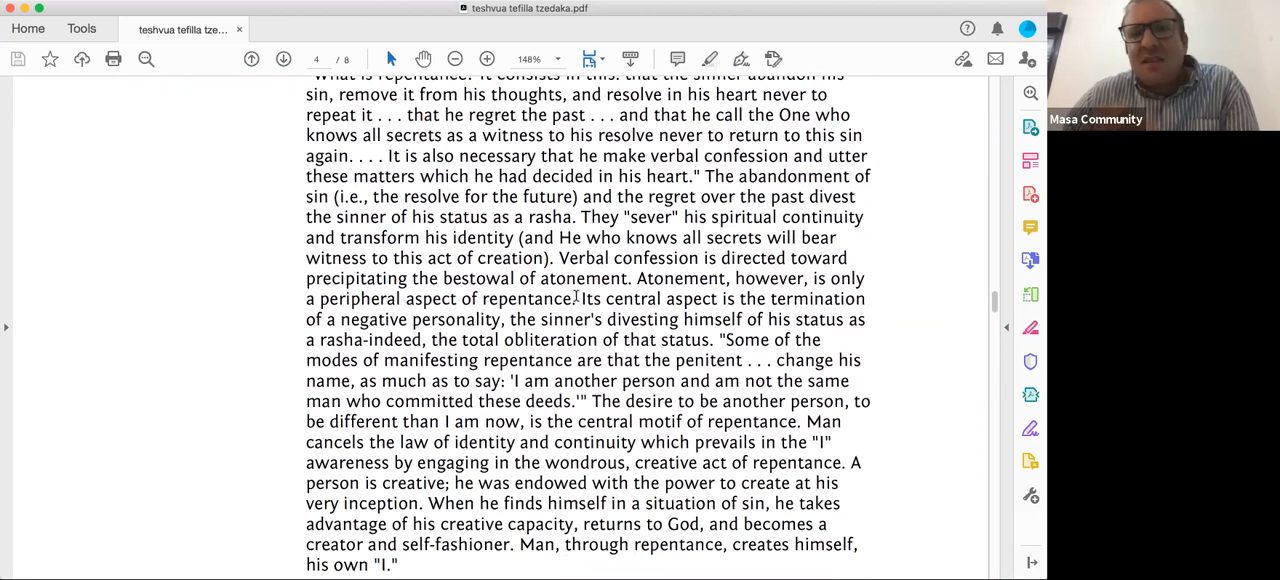 teshvua tefilla tzedaka.pdf
Home
Tools
teshvua tefilla tze...
4 / 8
148%
"What is repentance? It consists in this: that the sinner abandon his
sin, remove it from his thoughts, and resolve in his heart never to
repeat it . . . that he regret the past . . . and that he call the One who
knows all secrets as a witness to his resolve never to return to this sin
again. . . . It is also necessary that he make verbal confession and utter
these matters which he had decided in his heart." The abandonment of
sin (i.e., the resolve for the future) and the regret over the past divest
the sinner of his status as a rasha. They "sever" his spiritual continuity
and transform his identity (and He who knows all secrets will bear
witness to this act of creation). Verbal confession is directed toward
precipitating the bestowal of atonement. Atonement, however, is only
a peripheral aspect of repentance. Its central aspect is the termination
of a negative personality, the sinner's divesting himself of his status as
a rasha-indeed, the total obliteration of that status. "Some of the
modes of manifesting repentance are that the penitent . . . change his
name, as much as to say: 'I am another person and am not the same
man who committed these deeds.'" The desire to be another person, to
be different than I am now, is the central motif of repentance. Man
cancels the law of identity and continuity which prevails in the "I"
awareness by engaging in the wondrous, creative act of repentance. A
person is creative; he was endowed with the power to create at his
very inception. When he finds himself in a situation of sin, he takes
advantage of his creative capacity, returns to God, and becomes a
creator and self-fashioner. Man, through repentance, creates himself,
his own "I."
Masa Community